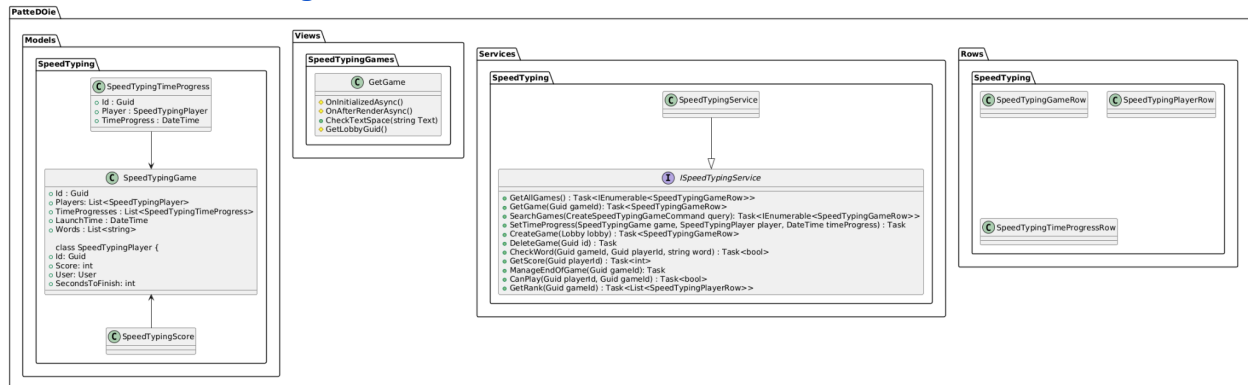 PatteDOie
Models
SpeedTyping
C SpeedTypingTimeProgress
Id : Guid
Player : SpeedTypingPlayer
TimeProgress : DateTime
C SpeedTypingGame
Id : Guid
Players: List<SpeedTypingPlayer>
TimeProgresses : List<SpeedTypingTimeProgress>
LaunchTime : DateTime
Words : List<string>
class SpeedTypingPlayer {
Id: Guid
Score: int
User: User
SecondsToFinish: int
C SpeedTypingScore
Views
SpeedTypingGames
C GetGame
OnInitializedAsync()
OnAfterRenderAsync()
CheckTextSpace(string Text)
GetLobbyGuid()
Services
SpeedTyping
C SpeedTypingService
I ISpeedTypingService
GetAllGames() : Task<IEnumerable<SpeedTypingGameRow>>
GetGame(Guid gameId): Task<SpeedTypingGameRow>
SearchGames(CreateSpeedTypingGameCommand query): Task<IEnumerable<SpeedTypingGameRow>>
SetTimeProgress(SpeedTypingGame game, SpeedTypingPlayer player, DateTime timeProgress) : Task
CreateGame(Lobby lobby) : Task<SpeedTypingGameRow>
DeleteGame(Guid id) : Task
CheckWord(Guid gameId, Guid playerId, string word) : Task<bool>
GetScore(Guid playerId) : Task<int>
ManageEndOfGame(Guid gameId): Task
CanPlay(Guid playerId, Guid gameId) : Task<bool>
GetRank(Guid gameId) : Task<List<SpeedTypingPlayerRow>>
Rows
SpeedTyping
C SpeedTypingGameRow
C SpeedTypingPlayerRow
C SpeedTypingTimeProgressRow